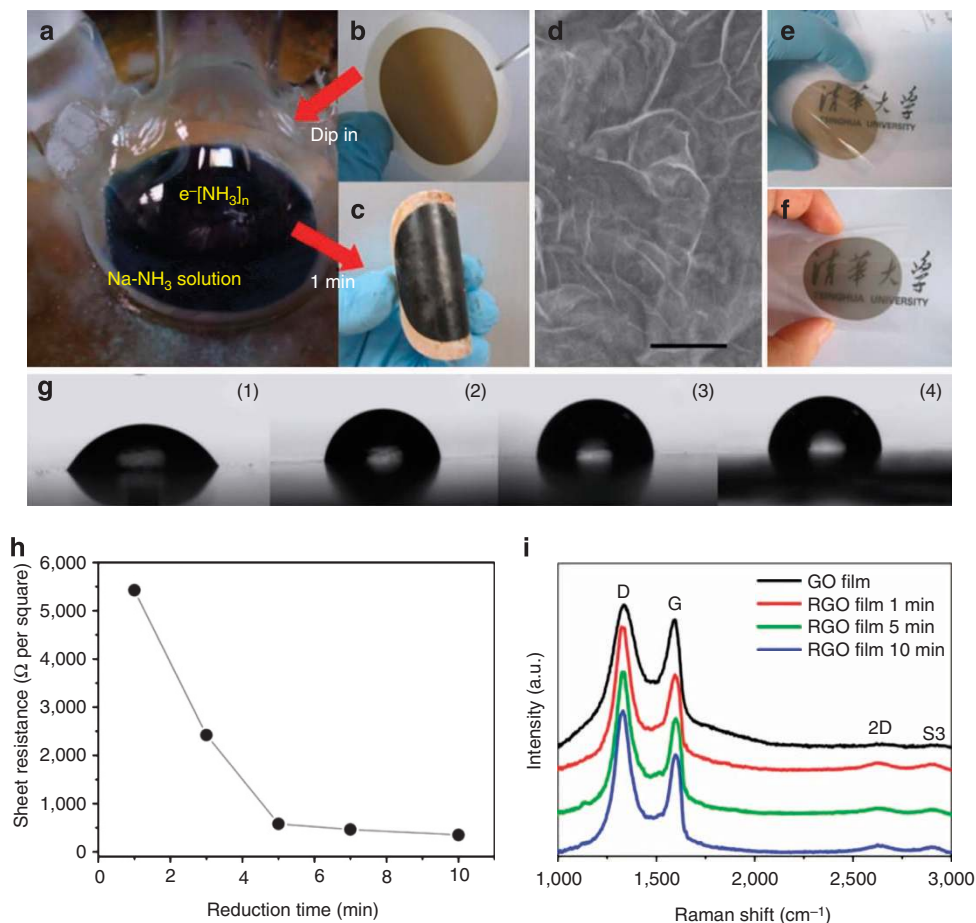 a
b
Dip in
e⁻[NH₃]ₙ
Na-NH₃ solution
c
1 min
d
e
清華大学
TSINGHUA UNIVERSITY
f
清華大学
TSINGHUA UNIVERSITY
g
(1)
(2)
(3)
(4)
h
6,000
5,000
4,000
3,000
2,000
1,000
0
Sheet resistance (Ω per square)
0 2 4 6 8 10
Reduction time (min)
i
GO film
RGO film 1 min
RGO film 5 min
RGO film 10 min
D
G
2D
S3
Intensity (a.u.)
1,000 1,500 2,000 2,500 3,000
Raman shift (cm⁻¹)